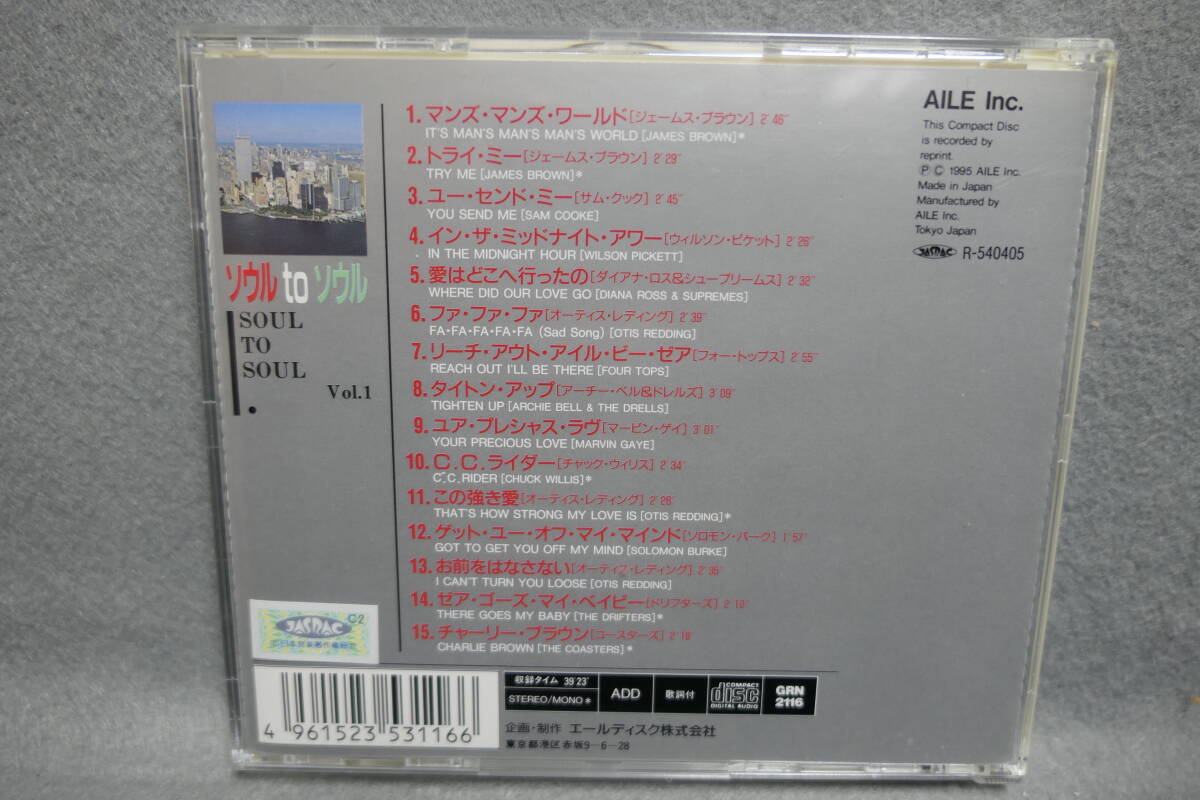 ソウル to ソウル
SOUL
TO
SOUL
Vol.1
1. マンズ・マンズ・ワールド[ジェームス・ブラウン] 2'46"
IT'S MAN'S MAN'S MAN'S WORLD [JAMES BROWN]*
2. トライ・ミー[ジェームス・ブラウン] 2'29"
TRY ME [JAMES BROWN]*
3. ユー・センド・ミー[サム・クック] 2'45"
YOU SEND ME [SAM COOKE]
4. イン・ザ・ミッドナイト・アワー[ウィルソン・ピケット] 2'26"
IN THE MIDNIGHT HOUR [WILSON PICKETT]
5. 愛はどこへ行ったの[ダイアナ・ロス&シュープリームス] 2'32"
WHERE DID OUR LOVE GO [DIANA ROSS & SUPREMES]
6. ファ・ファ・ファ[オーティス・レディング] 2'39"
FA・FA・FA・FA・FA (Sad Song) [OTIS REDDING]
7. リーチ・アウト・アイル・ビー・ゼア[フォー・トップス] 2'55"
REACH OUT I'LL BE THERE [FOUR TOPS]
8. タイトン・アップ[アーチー・ベル&ドレルズ] 3'09"
TIGHTEN UP [ARCHIE BELL & THE DRELLS]
9. ユア・プレシャス・ラヴ[マービン・ゲイ] 3'01"
YOUR PRECIOUS LOVE [MARVIN GAYE]
10. C.C.ライダー[チャック・ウィリス] 2'34"
C.C.RIDER [CHUCK WILLIS]*
11. この強き愛[オーティス・レディング] 2'28"
THAT'S HOW STRONG MY LOVE IS [OTIS REDDING]*
12. ゲット・ユー・オフ・マイ・マインド[ソロモン・バーク] 1'57"
GOT TO GET YOU OFF MY MIND [SOLOMON BURKE]
13. お前をはなさない[オーティス・レディング]
I CAN'T TURN YOU LOOSE [OTIS REDDING]
14. ゼア・ゴーズ・マイ・ベイビー[ドリフターズ] 2'10"
THERE GOES MY BABY [THE DRIFTERS]*
15. チャーリー・ブラウン[コースターズ]
CHARLIE BROWN [THE COASTERS]*
AILE Inc.
This Compact Disc
is recorded by
reprint.
Ⓟ Ⓒ 1995 AILE Inc.
Made in Japan
Manufactured by
AILE Inc.
Tokyo Japan
JASRAC R-540405
C2
JASRAC
4 961523 531166
収録タイム 39'23"
STEREO/MONO*
ADD
歌詞付
COMPACT
disc
DIGITAL AUDIO
GRN
2116
企画・制作 エールディスク株式会社
東京都港区赤坂9-6-28